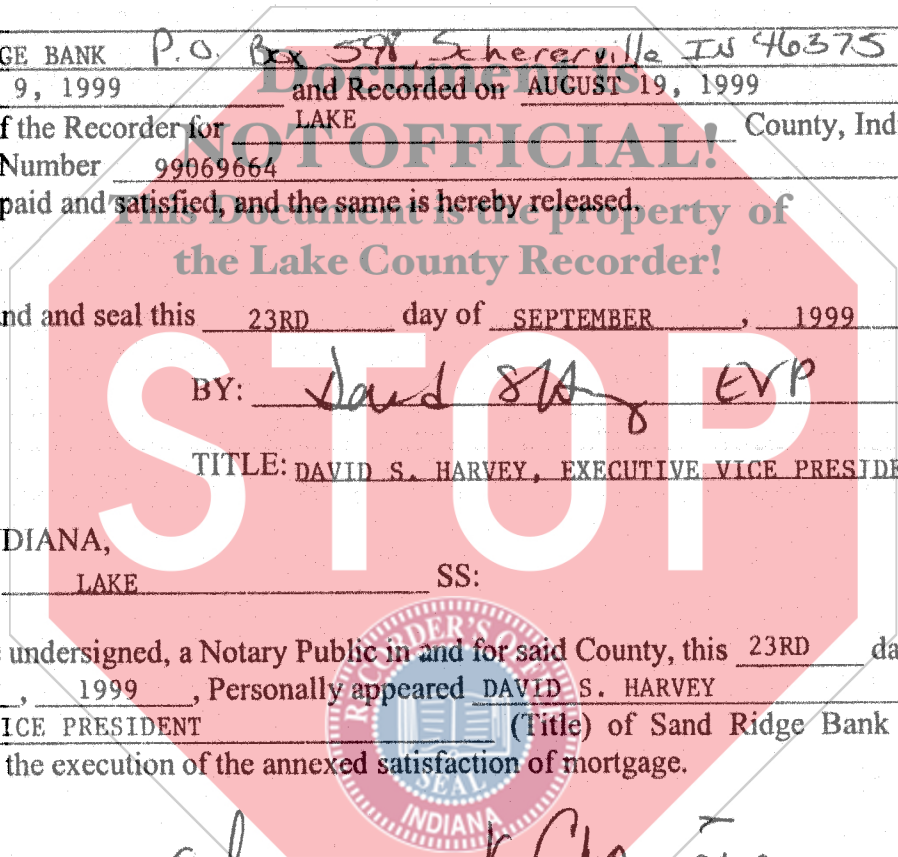 GE BANK P.O. Box 598 Schererville IN 46375
9, 1999 and Recorded on AUGUST 19, 1999
Document is
f the Recorder for LAKE County, Ind
NOT OFFICIAL!
Number 99069664
paid and satisfied, and the same is hereby released.
This Document is the property of
the Lake County Recorder!
nd and seal this 23RD day of SEPTEMBER, 1999
STOP
BY: David S Harvey EVP
TITLE: DAVID S. HARVEY, EXECUTIVE VICE PRESIDE
DIANA,
LAKE SS:
undersigned, a Notary Public in and for said County, this 23RD da
, 1999, Personally appeared DAVID S. HARVEY
ICE PRESIDENT (Title) of Sand Ridge Bank
the execution of the annexed satisfaction of mortgage.
RECORDER'S OFFICE
SEAL
INDIANA